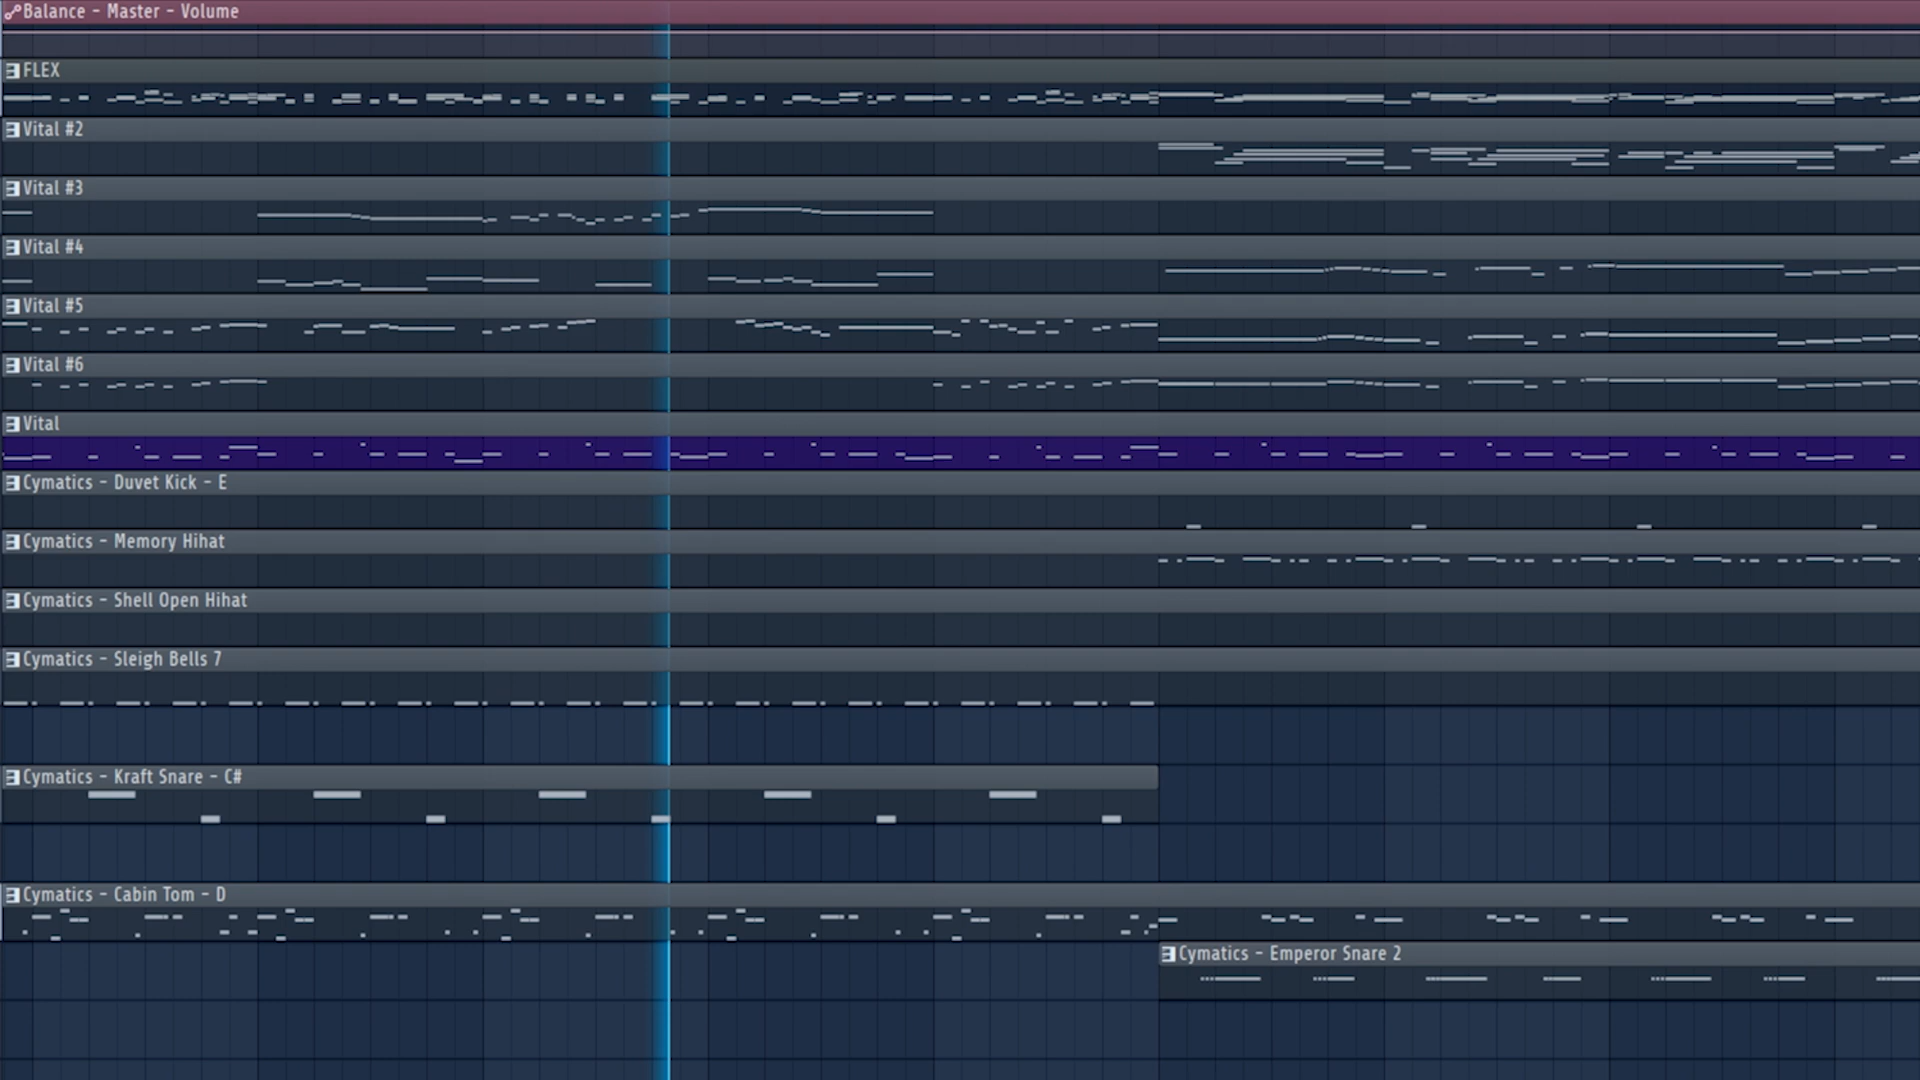 Balance - Master - Volume
FLEX
Vital #2
Vital #3
Vital #4
Vital #5
Vital #6
Vital
Cymatics - Duvet Kick - E
Cymatics - Memory Hihat
Cymatics - Shell Open Hihat
Cymatics - Sleigh Bells 7
Cymatics - Kraft Snare - C#
Cymatics - Cabin Tom - D
Cymatics - Emperor Snare 2